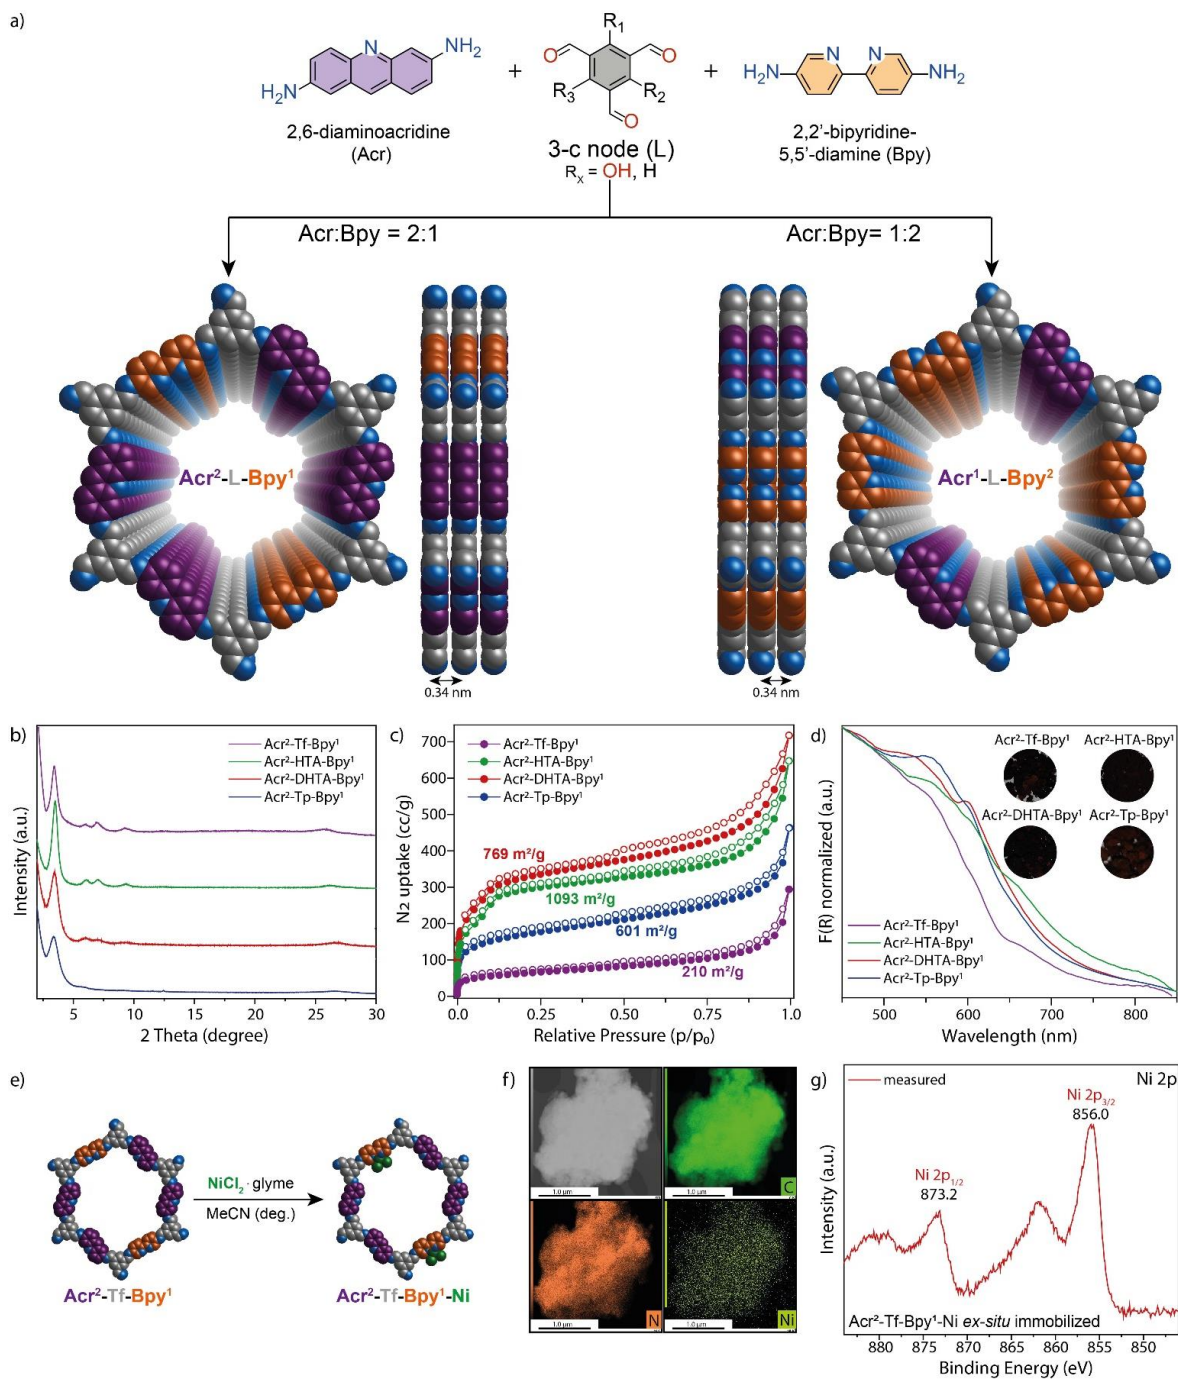 a)
N
NH₂
H₂N
2,6-diaminoacridine
(Acr)
+
R₁
O
O
R₃
R₂
O
3-c node (L)
Rₓ = OH, H
+
N
N
H₂N
NH₂
2,2'-bipyridine-
5,5'-diamine (Bpy)
Acr:Bpy = 2:1
Acr:Bpy= 1:2
Acr²-L-Bpy¹
Acr¹-L-Bpy²
0.34 nm
0.34 nm
b)
Intensity (a.u.)
Acr²-Tf-Bpy¹
Acr²-HTA-Bpy¹
Acr²-DHTA-Bpy¹
Acr²-Tp-Bpy¹
5 10 15 20 25 30
2 Theta (degree)
c)
N₂ uptake (cc/g)
700
600
500
400
300
200
100
0
Acr²-Tf-Bpy¹
Acr²-HTA-Bpy¹
Acr²-DHTA-Bpy¹
Acr²-Tp-Bpy¹
769 m²/g
1093 m²/g
601 m²/g
210 m²/g
0.0 0.25 0.50 0.75 1.0
Relative Pressure (p/p₀)
d)
F(R) normalized (a.u.)
Acr²-Tf-Bpy¹
Acr²-HTA-Bpy¹
Acr²-DHTA-Bpy¹
Acr²-Tp-Bpy¹
Acr²-Tf-Bpy¹
Acr²-HTA-Bpy¹
Acr²-DHTA-Bpy¹
Acr²-Tp-Bpy¹
500 600 700 800
Wavelength (nm)
e)
NiCl₂·glyme
MeCN (deg.)
Acr²-Tf-Bpy¹
Acr²-Tf-Bpy¹-Ni
f)
1.0 µm
1.0 µm
C
1.0 µm
N
1.0 µm
Ni
g)
Intensity (a.u.)
measured
Ni 2p
Ni 2p₃/₂
856.0
Ni 2p₁/₂
873.2
Acr²-Tf-Bpy¹-Ni ex-situ immobilized
880 875 870 865 860 855 850
Binding Energy (eV)